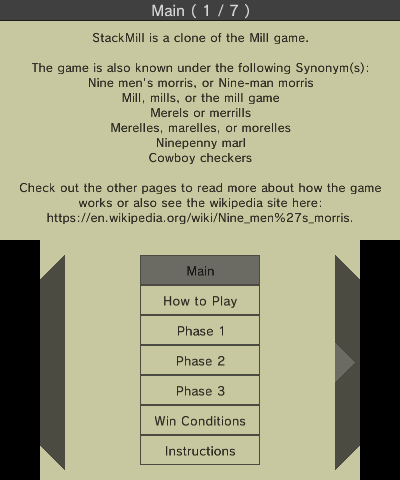 Main ( 1 / 7 )
StackMill is a clone of the Mill game.
The game is also known under the following Synonym(s):
Nine men's morris, or Nine-man morris
Mill, mills, or the mill game
Merels or merrills
Merelles, marelles, or morelles
Ninepenny marl
Cowboy checkers
Check out the other pages to read more about how the game
works or also see the wikipedia site here:
https://en.wikipedia.org/wiki/Nine_men%27s_morris.
Main
How to Play
Phase 1
Phase 2
Phase 3
Win Conditions
Instructions